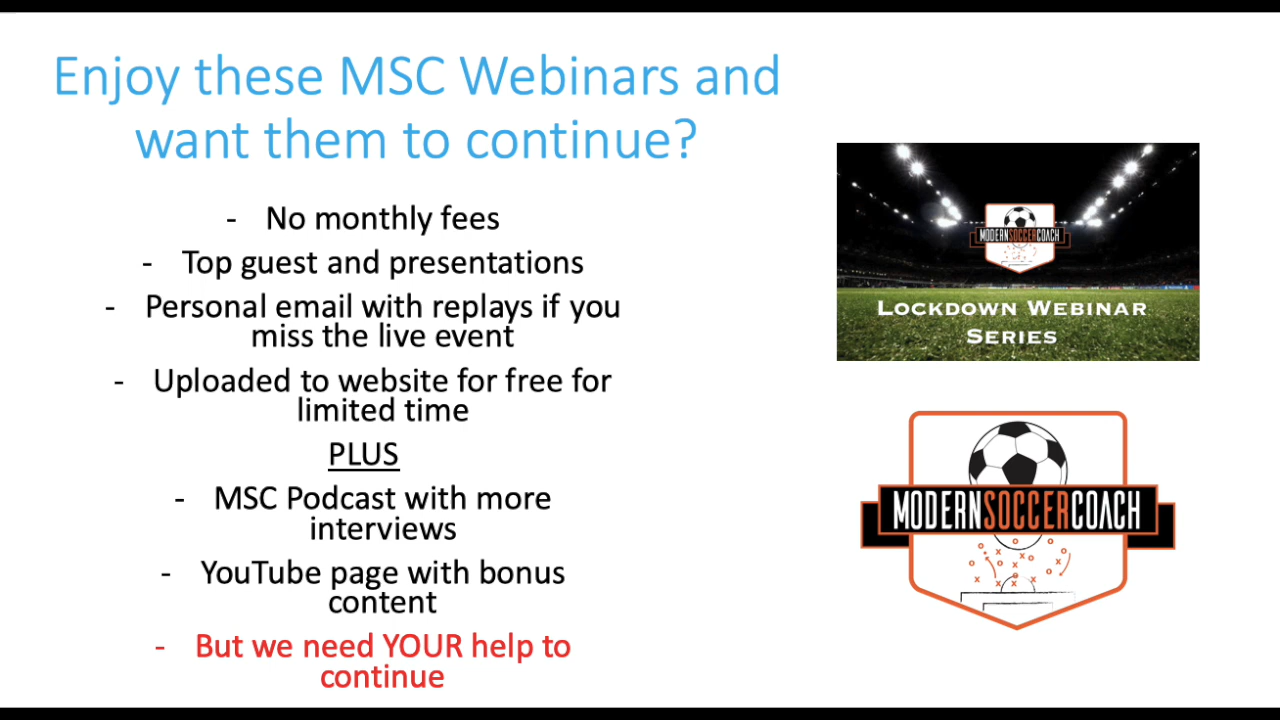 Enjoy these MSC Webinars and
want them to continue?
- No monthly fees
- Top guest and presentations
- Personal email with replays if you
miss the live event
- Uploaded to website for free for
limited time
PLUS
- MSC Podcast with more
interviews
- YouTube page with bonus
content
- But we need YOUR help to
continue
MODERNSOCCERCOACH
LOCKDOWN WEBINAR
SERIES
MODERNSOCCERCOACH